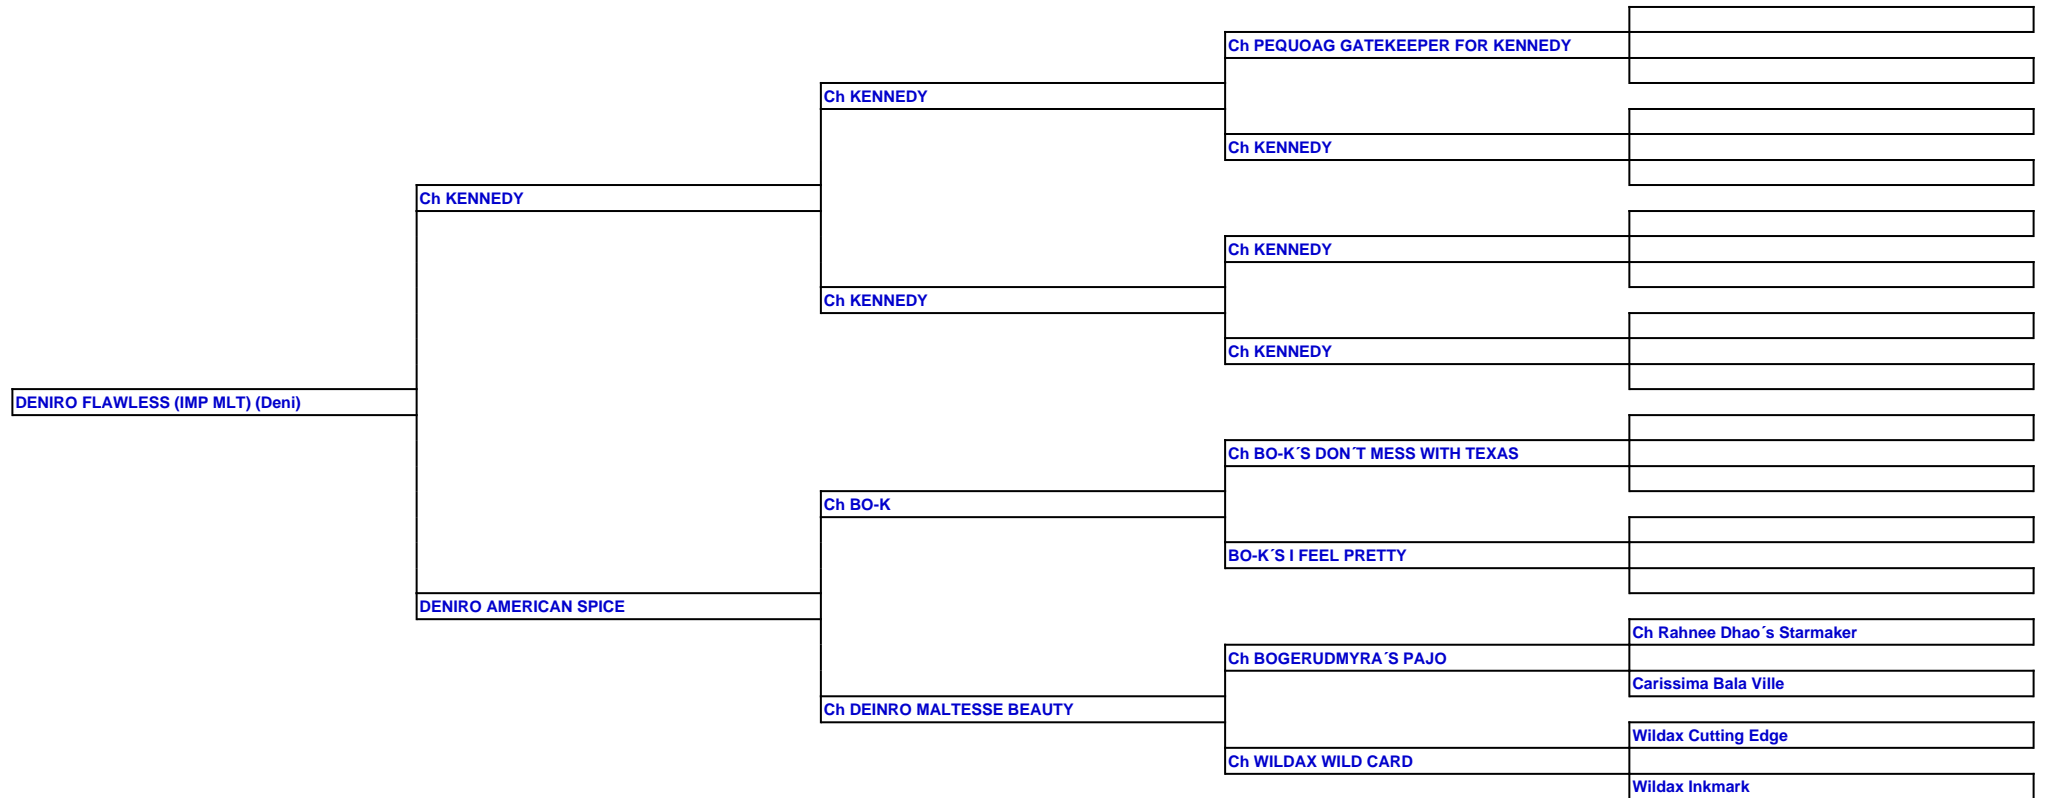 Ch PEQUOAG GATEKEEPER FOR KENNEDY
Ch KENNEDY
Ch KENNEDY
Ch KENNEDY
Ch KENNEDY
Ch KENNEDY
Ch KENNEDY
DENIRO FLAWLESS (IMP MLT) (Deni)
Ch BO-K´S DON´T MESS WITH TEXAS
Ch BO-K
BO-K´S I FEEL PRETTY
DENIRO AMERICAN SPICE
Ch Rahnee Dhao´s Starmaker
Ch BOGERUDMYRA´S PAJO
Carissima Bala Ville
Ch DEINRO MALTESSE BEAUTY
Wildax Cutting Edge
Ch WILDAX WILD CARD
Wildax Inkmark